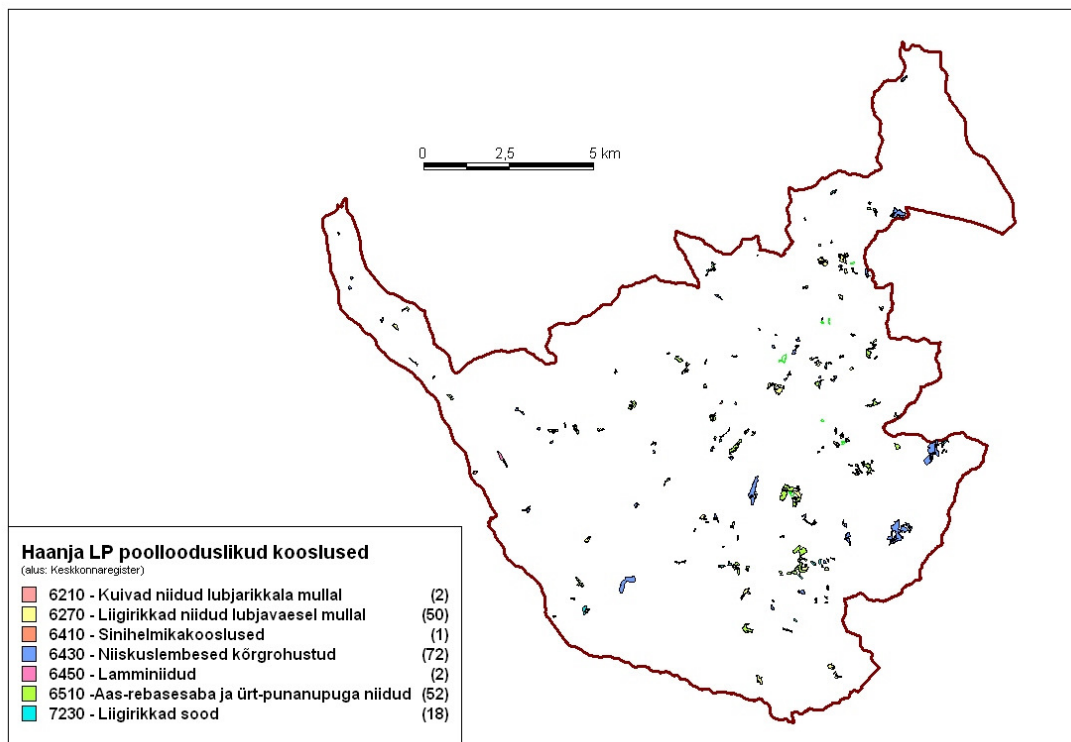 0 2,5 5 km
Haanja LP poollooduslikud kooslused
(alus: Keskkonnaregister)
6210 - Kuivad niidud lubjarikkala mullal (2)
6270 - Liigirikkad niidud lubjavaesel mullal (50)
6410 - Sinihelmikakooslused (1)
6430 - Niiskuslembesed kõrgrohustud (72)
6450 - Lamminiidud (2)
6510 -Aas-rebasesaba ja ürt-punanupuga niidud (52)
7230 - Liigirikkad sood (18)